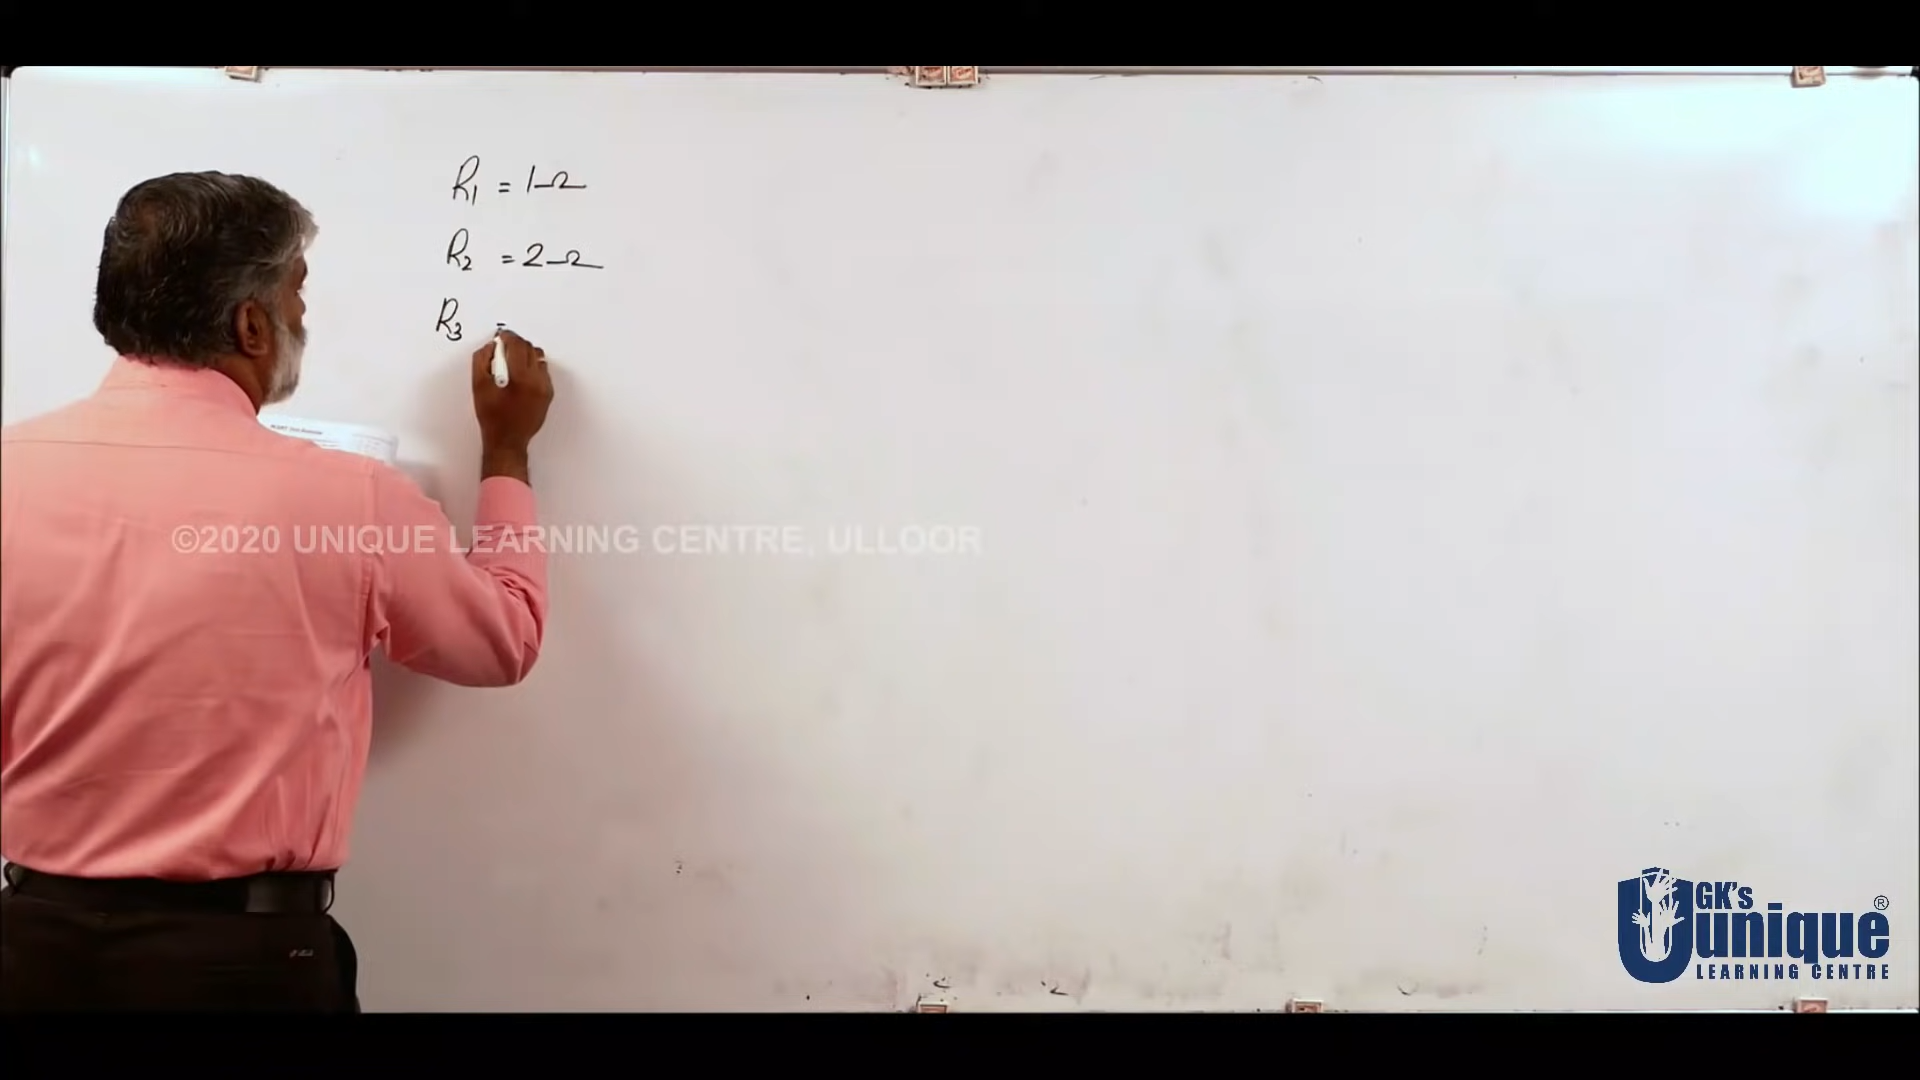 R1 = 1Ω
R2 = 2Ω
R3 =
©2020 UNIQUE LEARNING CENTRE, ULLOOR
GK's
unique®
LEARNING CENTRE